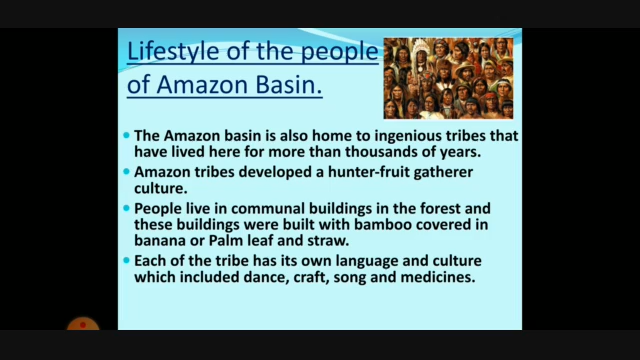 Lifestyle of the people
of Amazon Basin.
The Amazon basin is also home to ingenious tribes that
have lived here for more than thousands of years.
Amazon tribes developed a hunter-fruit gatherer
culture.
People live in communal buildings in the forest and
these buildings were built with bamboo covered in
banana or Palm leaf and straw.
Each of the tribe has its own language and culture
which included dance, craft, song and medicines.